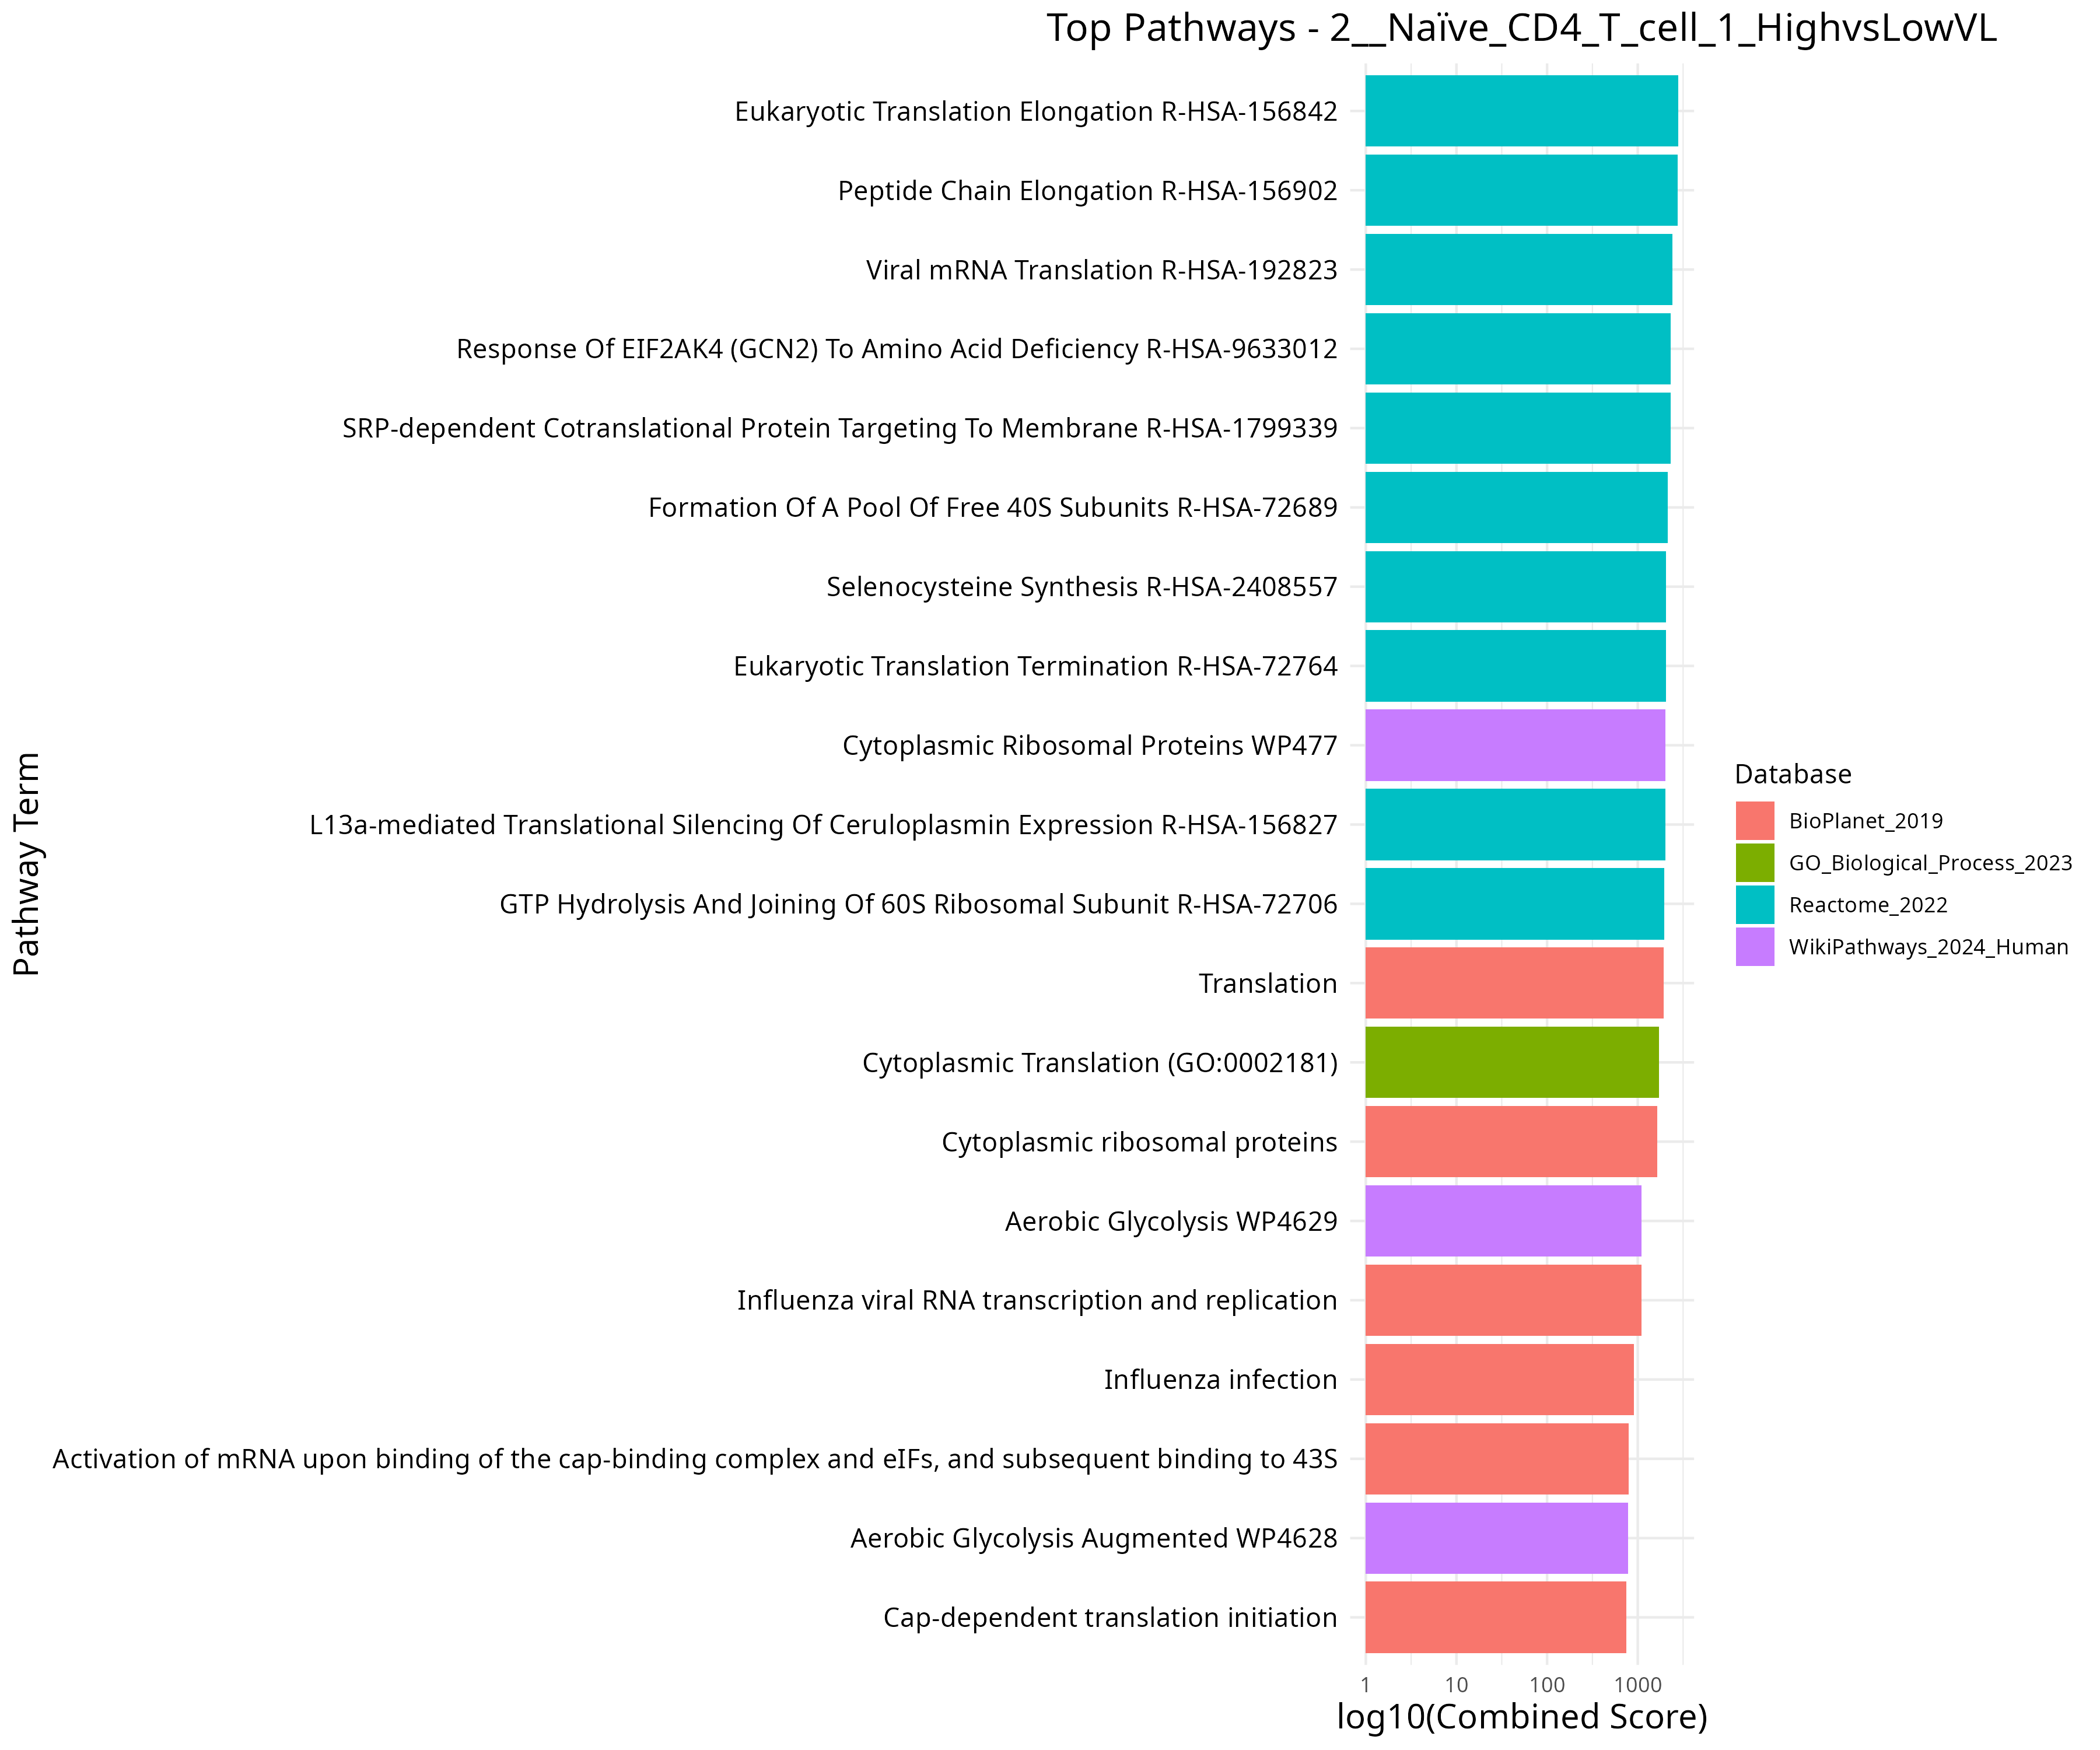 Top Pathways - 2__Naïve_CD4_T_cell_1_HighvsLowVL
Pathway Term
Eukaryotic Translation Elongation R-HSA-156842
Peptide Chain Elongation R-HSA-156902
Viral mRNA Translation R-HSA-192823
Response Of EIF2AK4 (GCN2) To Amino Acid Deficiency R-HSA-9633012
SRP-dependent Cotranslational Protein Targeting To Membrane R-HSA-1799339
Formation Of A Pool Of Free 40S Subunits R-HSA-72689
Selenocysteine Synthesis R-HSA-2408557
Eukaryotic Translation Termination R-HSA-72764
Cytoplasmic Ribosomal Proteins WP477
L13a-mediated Translational Silencing Of Ceruloplasmin Expression R-HSA-156827
GTP Hydrolysis And Joining Of 60S Ribosomal Subunit R-HSA-72706
Translation
Cytoplasmic Translation (GO:0002181)
Cytoplasmic ribosomal proteins
Aerobic Glycolysis WP4629
Influenza viral RNA transcription and replication
Influenza infection
Activation of mRNA upon binding of the cap-binding complex and eIFs, and subsequent binding to 43S
Aerobic Glycolysis Augmented WP4628
Cap-dependent translation initiation
1 10 100 1000
log10(Combined Score)
Database
BioPlanet_2019
GO_Biological_Process_2023
Reactome_2022
WikiPathways_2024_Human